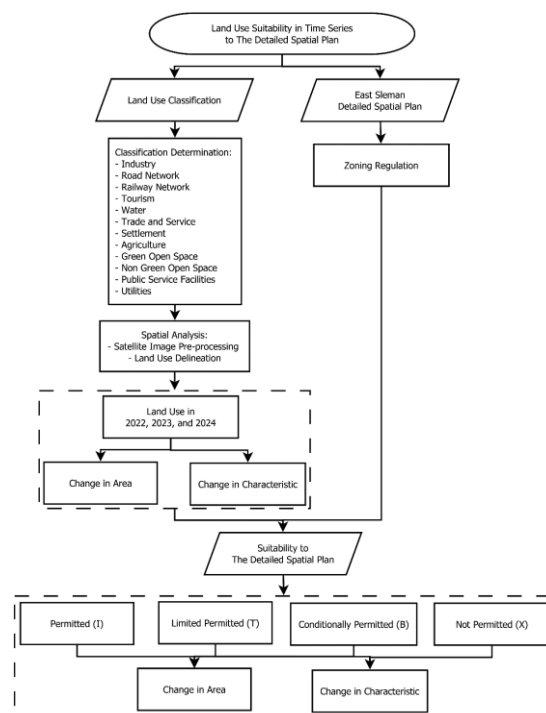 Land Use Suitability in Time Series
to The Detailed Spatial Plan
Land Use Classification
East Sleman
Detailed Spatial Plan
Classification Determination:
- Industry
- Road Network
- Railway Network
- Tourism
- Water
- Trade and Service
- Settlement
- Agriculture
- Green Open Space
- Non Green Open Space
- Public Service Facilities
- Utilities
Zoning Regulation
Spatial Analysis:
- Satellite Image Pre-processing
- Land Use Delineation
Land Use in
2022, 2023, and 2024
Change in Area
Change in Characteristic
Suitability to
The Detailed Spatial Plan
Permitted (I)
Limited Permitted (T)
Conditionally Permitted (B)
Not Permitted (X)
Change in Area
Change in Characteristic